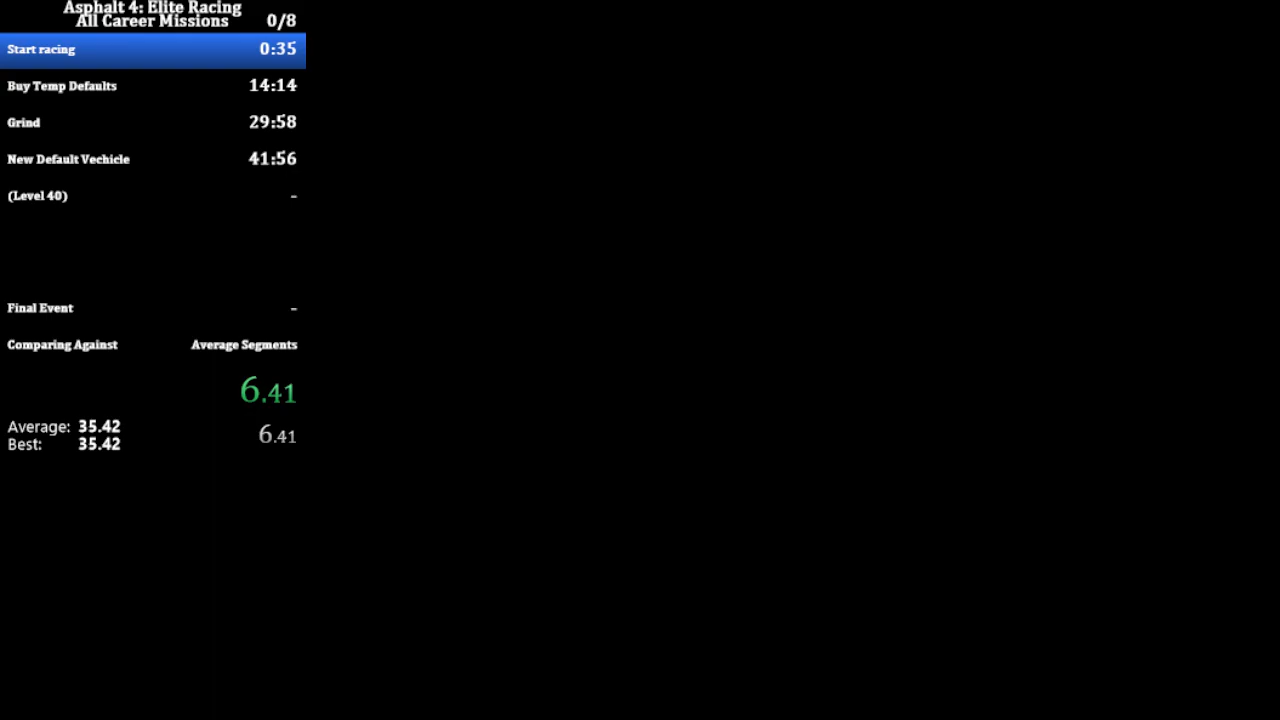 Asphalt 4: Elite Racing
All Career Missions 0/8
Start racing 0:35
Buy Temp Defaults 14:14
Grind 29:58
New Default Vechicle 41:56
(Level 40) -
Final Event -
Comparing Against Average Segments
6.41
Average: 35.42
6.41
Best: 35.42